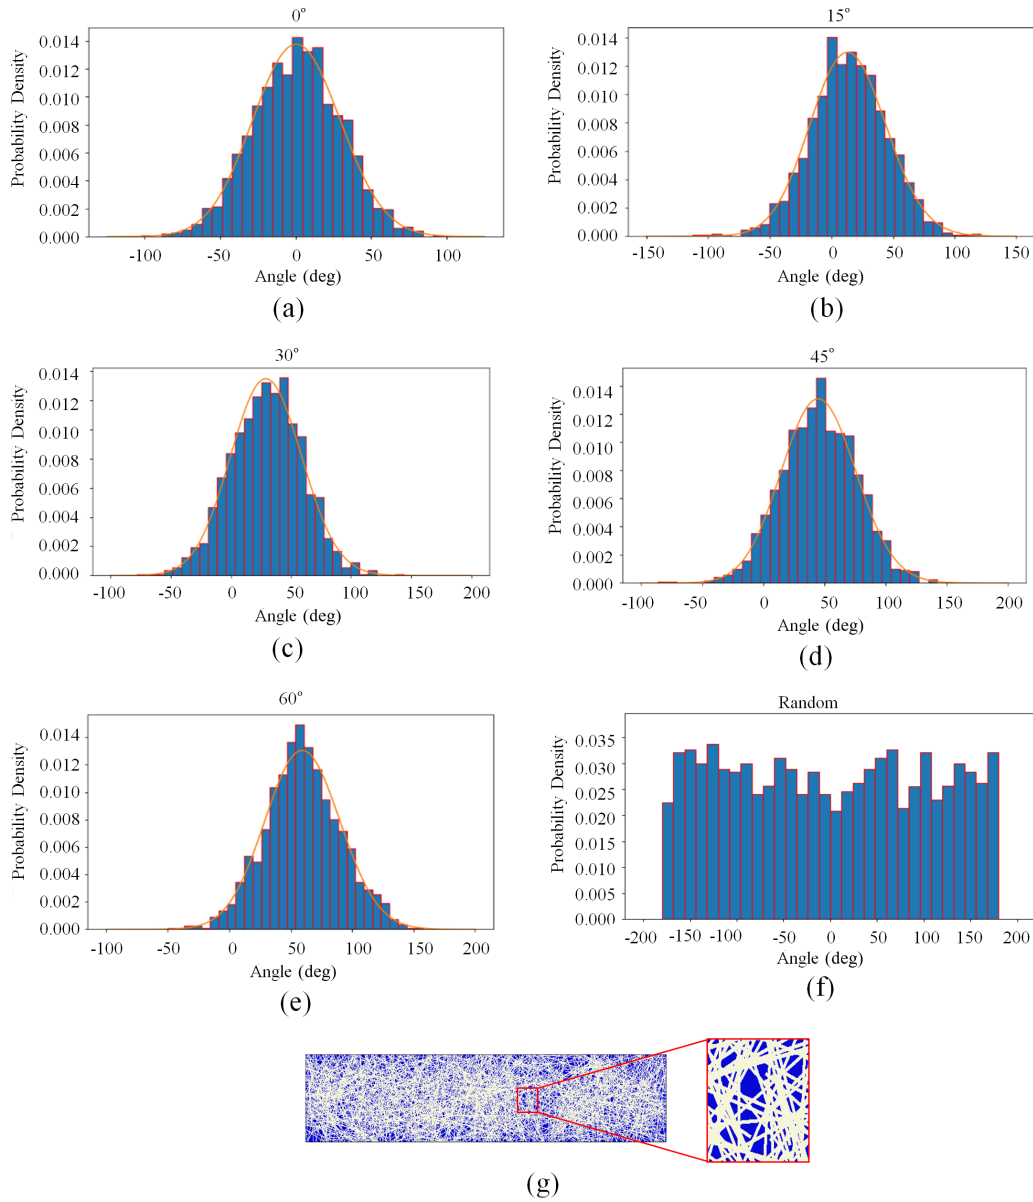 0°
Probability Density
0.014
0.012
0.010
0.008
0.006
0.004
0.002
0.000
-100 -50 0 50 100
Angle (deg)
(a)
15°
Probability Density
0.014
0.012
0.010
0.008
0.006
0.004
0.002
0.000
-150 -100 -50 0 50 100 150
Angle (deg)
(b)
30°
Probability Density
0.014
0.012
0.010
0.008
0.006
0.004
0.002
0.000
-100 -50 0 50 100 150 200
Angle (deg)
(c)
45°
Probability Density
0.014
0.012
0.010
0.008
0.006
0.004
0.002
0.000
-100 -50 0 50 100 150 200
Angle (deg)
(d)
60°
Probability Density
0.014
0.012
0.010
0.008
0.006
0.004
0.002
0.000
-100 -50 0 50 100 150 200
Angle (deg)
(e)
Random
Probability Density
0.035
0.030
0.025
0.020
0.015
0.010
0.005
0.000
-200 -150 -100 -50 0 50 100 150 200
Angle (deg)
(f)
(g)